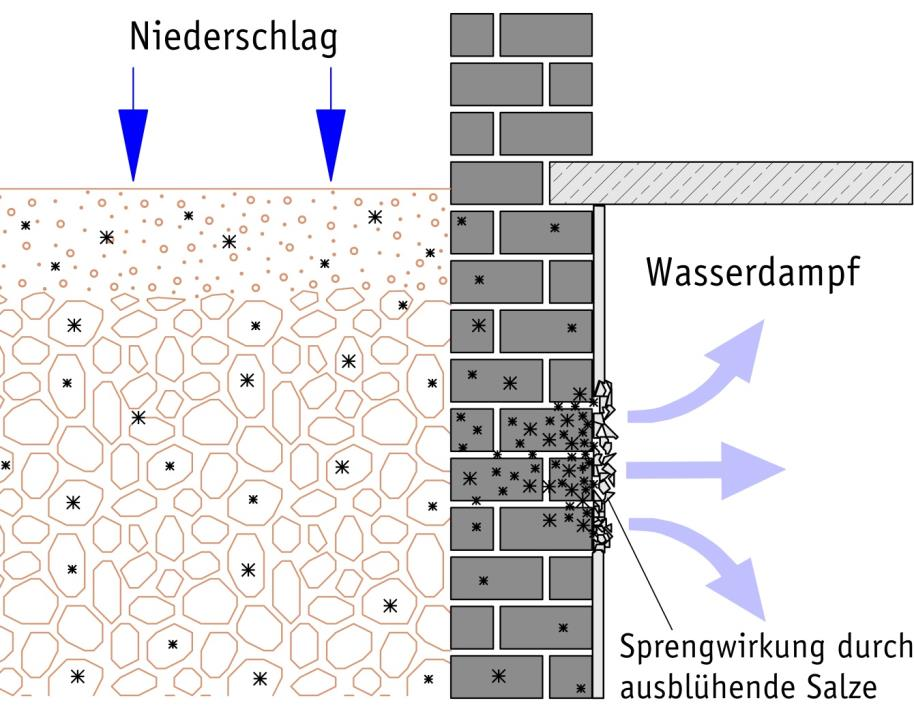 Niederschlag
Wasserdampf
Sprengwirkung durch
ausblühende Salze